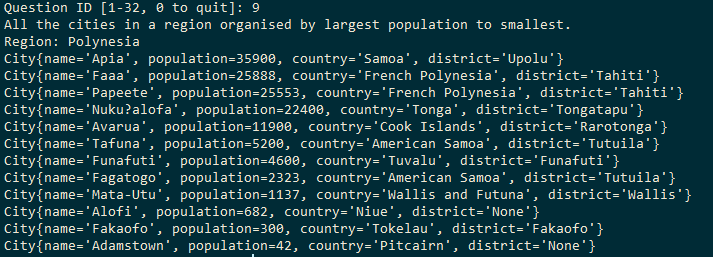 Question ID [1-32, 0 to quit]: 9
All the cities in a region organised by largest population to smallest.
Region: Polynesia
City{name='Apia', population=35900, country='Samoa', district='Upolu'}
City{name='Faaa', population=25888, country='French Polynesia', district='Tahiti'}
City{name='Papeete', population=25553, country='French Polynesia', district='Tahiti'}
City{name='Nuku?alofa', population=22400, country='Tonga', district='Tongatapu'}
City{name='Avarua', population=11900, country='Cook Islands', district='Rarotonga'}
City{name='Tafuna', population=5200, country='American Samoa', district='Tutuila'}
City{name='Funafuti', population=4600, country='Tuvalu', district='Funafuti'}
City{name='Fagatogo', population=2323, country='American Samoa', district='Tutuila'}
City{name='Mata-Utu', population=1137, country='Wallis and Futuna', district='Wallis'}
City{name='Alofi', population=682, country='Niue', district='None'}
City{name='Fakaofo', population=300, country='Tokelau', district='Fakaofo'}
City{name='Adamstown', population=42, country='Pitcairn', district='None'}